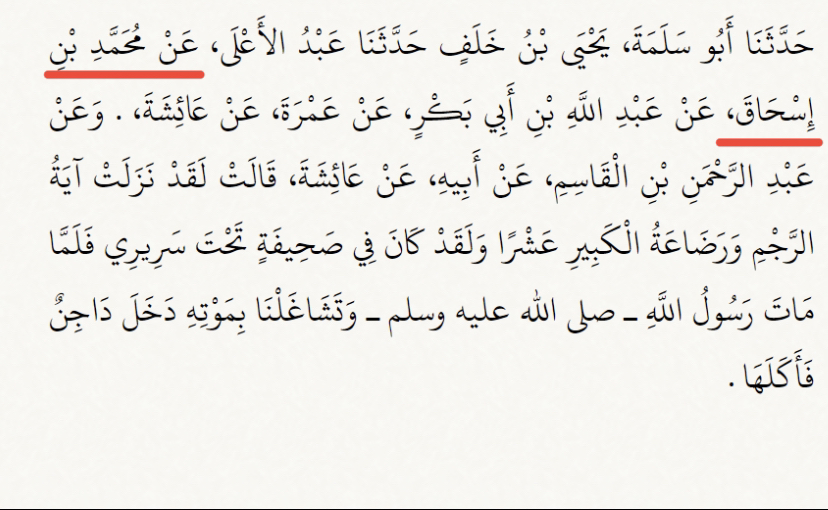 حَدَّثَنَا أَبُو سَلَمَةَ، يَحْيَى بْنُ خَلَفٍ حَدَّثَنَا عَبْدُ الأَعْلَى، عَنْ مُحَمَّدِ بْنِ
إِسْحَاقَ، عَنْ عَبْدِ اللَّهِ بْنِ أَبِي بَكْرٍ، عَنْ عَمْرَةَ، عَنْ عَائِشَةَ، . وَعَنْ
عَبْدِ الرَّحْمَنِ بْنِ الْقَاسِمِ، عَنْ أَبِيهِ، عَنْ عَائِشَةَ، قَالَتْ لَقَدْ نَزَلَتْ آيَةُ
الرَّجْمِ وَرَضَاعَةُ الْكَبِيرِ عَشْرًا وَلَقَدْ كَانَ فِي صَحِيفَةٍ تَحْتَ سَرِيرِي فَلَمَّا
مَاتَ رَسُولُ اللَّهِ ـ صلى الله عليه وسلم ـ وَتَشَاغَلْنَا بِمَوْتِهِ دَخَلَ دَاجِنٌ
فَأَكَلَهَا .